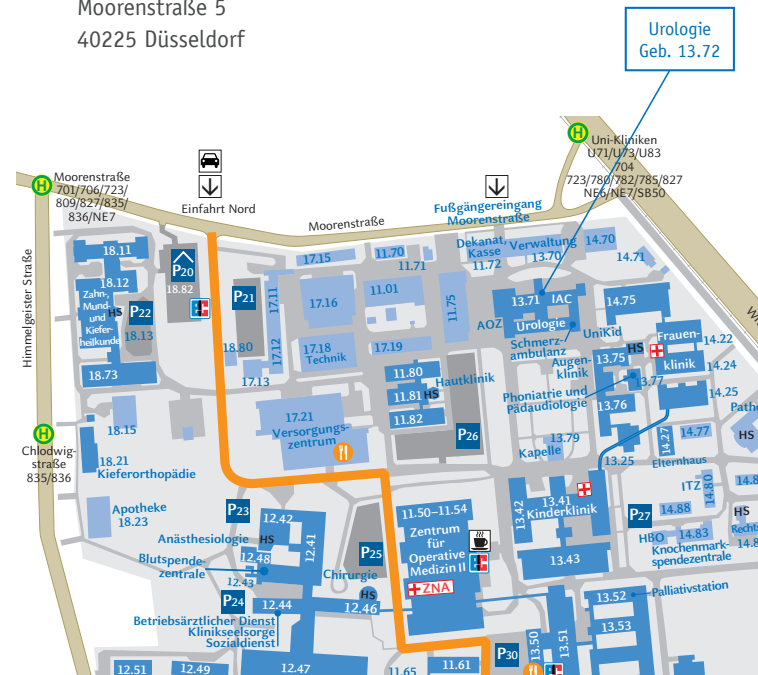 Moorenstraße 5
40225 Düsseldorf
Urologie
Geb. 13.72
H
Uni-Kliniken
U71/U73/U83
704
723/780/782/785/827
NE6/NE7/SB50
H
Moorenstraße
701/706/723/
809/827/835/
836/NE7
Einfahrt Nord
Moorenstraße
Fußgängereingang
Moorenstraße
Himmelgeister Straße
18.11
18.12
Zahn-,
Mund-
und
Kiefer-
heilkunde
HS
P22
18.13
18.73
P20
18.82
P21
18.80
17.11
17.12
17.13
17.15
17.16
17.18
Technik
11.70
11.71
11.01
17.19
11.75
Dekanat,
Kasse
11.72
Verwaltung
13.70
14.70
14.71
13.71
IAC
AOZ
Urologie
Schmerz-
ambulanz
UniKid
14.75
Augen-
klinik
13.75
HS
Frauen-
klinik
14.22
14.24
14.25
13.77
Phoniatrie und
Pädaudiologie
13.76
11.80
11.81
HS
11.82
Hautklinik
P26
17.21
Versorgungs-
zentrum
18.15
18.21
Kieferorthopädie
H
Chlodwig-
straße
835/836
Apotheke
18.23
13.79
Kapelle
13.25
14.27
14.77
Elternhaus
HS
ITZ
14.80
14.88
HBO
14.83
Knochenmark-
spendezentrale
HS
P27
P23
Anästhesiologie
HS
12.42
12.41
12.48
12.43
Blutspende-
zentrale
P24
12.44
Betriebsärztlicher Dienst
Klinikseelsorge
Sozialdienst
P25
Chirurgie
HS
12.46
11.50–11.54
Zentrum
für
Operative
Medizin II
ZNA
13.42
13.41
Kinderklinik
13.43
13.52
Palliativstation
13.53
13.50
13.51
P30
12.51
12.49
12.47
11.65
11.61